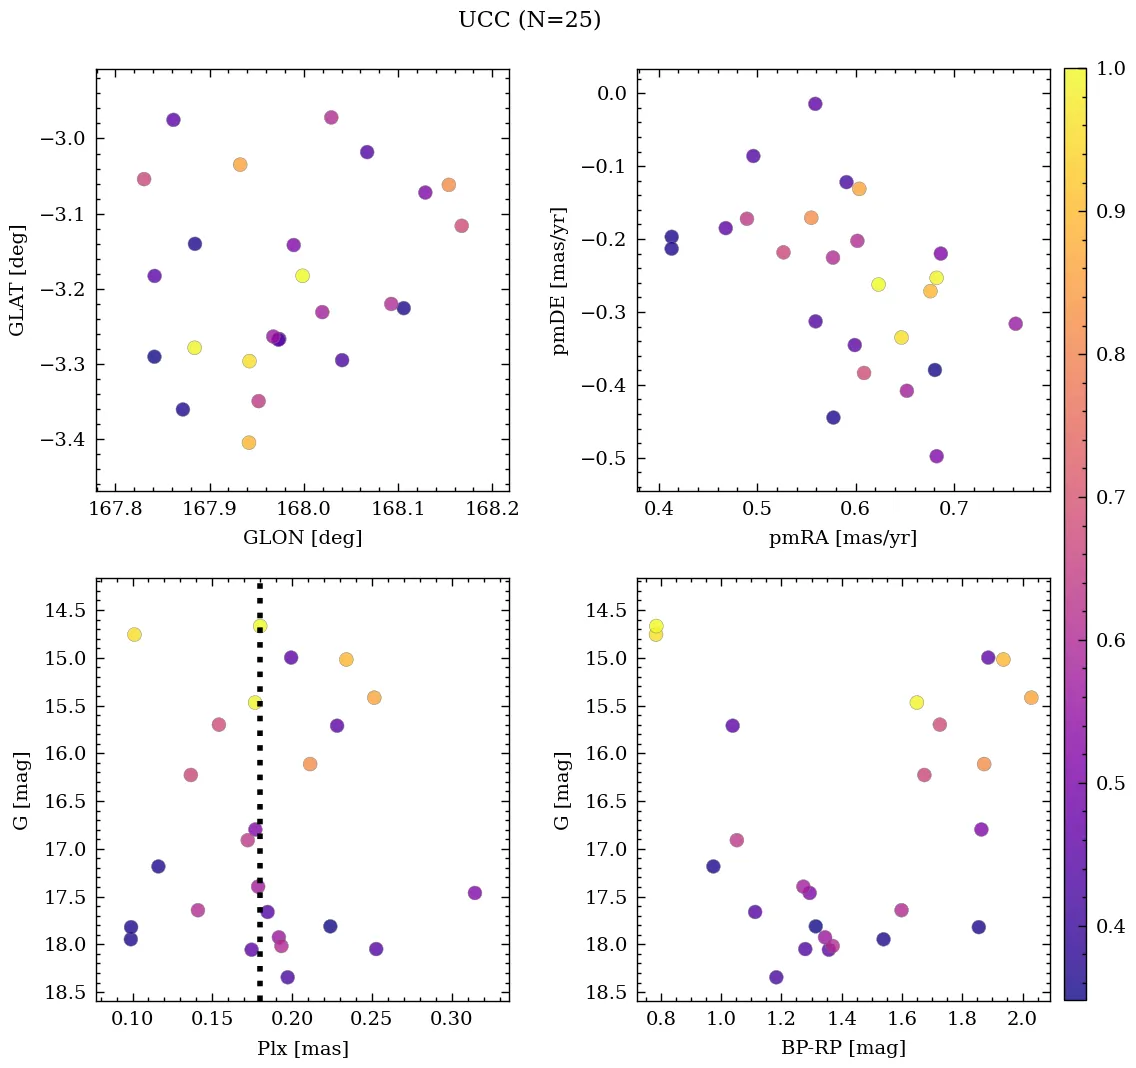 UCC (N=25)
−3.0
−3.1
−3.2
−3.3
−3.4
GLAT [deg]
167.8 167.9 168.0 168.1 168.2
GLON [deg]
0.0
−0.1
−0.2
−0.3
−0.4
−0.5
pmDE [mas/yr]
0.4 0.5 0.6 0.7
pmRA [mas/yr]
14.5
15.0
15.5
16.0
16.5
17.0
17.5
18.0
18.5
G [mag]
0.10 0.15 0.20 0.25 0.30
Plx [mas]
14.5
15.0
15.5
16.0
16.5
17.0
17.5
18.0
18.5
G [mag]
0.8 1.0 1.2 1.4 1.6 1.8 2.0
BP-RP [mag]
1.0
0.9
0.8
0.7
0.6
0.5
0.4